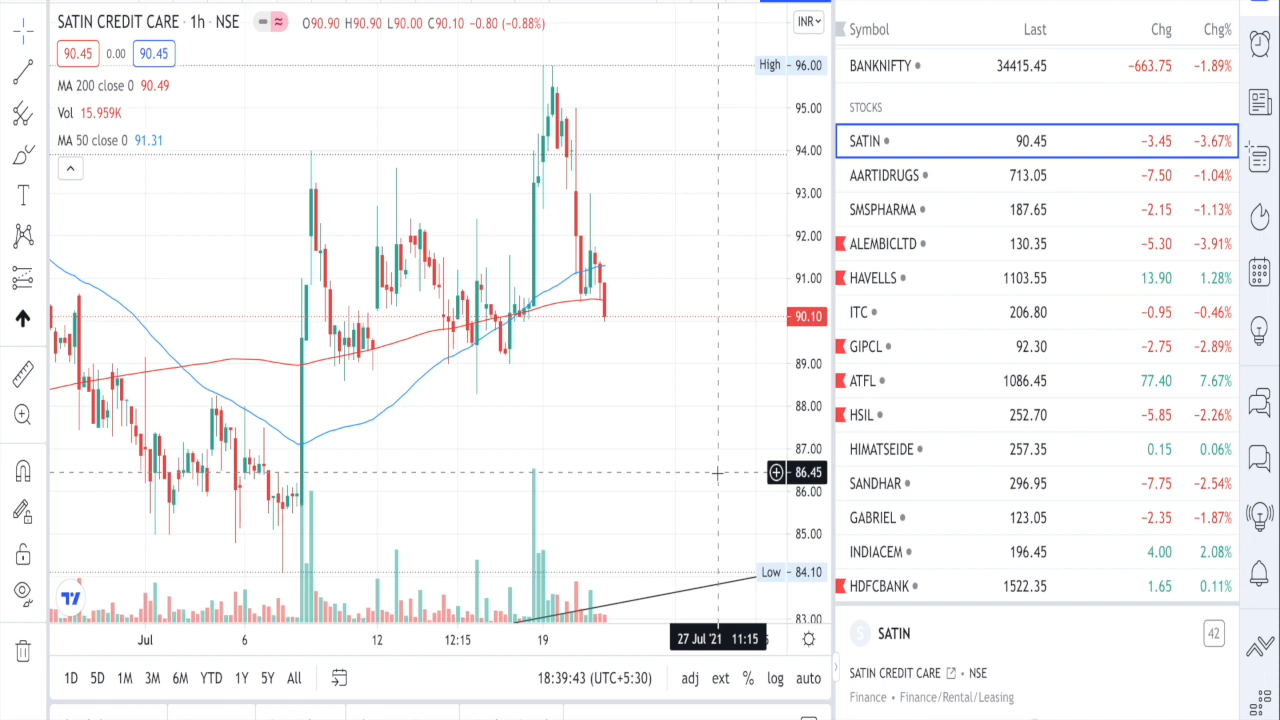 SATIN CREDIT CARE · 1h · NSE
O90.90 H90.90 L90.00 C90.10 −0.80 (−0.88%)
INR
90.45 0.00 90.45
MA 200 close 0 90.49
Vol 15.959K
MA 50 close 0 91.31
High 96.00
95.00
94.00
93.00
92.00
91.00
90.10
89.00
88.00
87.00
86.45
86.00
85.00
Low 84.10
83.00
Jul 6 12 12:15 19 27 Jul '21 11:15
1D 5D 1M 3M 6M YTD 1Y 5Y All
18:39:43 (UTC+5:30) adj ext % log auto
Symbol Last Chg Chg%
BANKNIFTY 34415.45 −663.75 −1.89%
STOCKS
SATIN 90.45 −3.45 −3.67%
AARTIDRUGS 713.05 −7.50 −1.04%
SMSPHARMA 187.65 −2.15 −1.13%
ALEMBICLTD 130.35 −5.30 −3.91%
HAVELLS 1103.55 13.90 1.28%
ITC 206.80 −0.95 −0.46%
GIPCL 92.30 −2.75 −2.89%
ATFL 1086.45 77.40 7.67%
HSIL 252.70 −5.85 −2.26%
HIMATSEIDE 257.35 0.15 0.06%
SANDHAR 296.95 −7.75 −2.54%
GABRIEL 123.05 −2.35 −1.87%
INDIACEM 196.45 4.00 2.08%
HDFCBANK 1522.35 1.65 0.11%
S SATIN 42
SATIN CREDIT CARE • NSE
Finance • Finance/Rental/Leasing